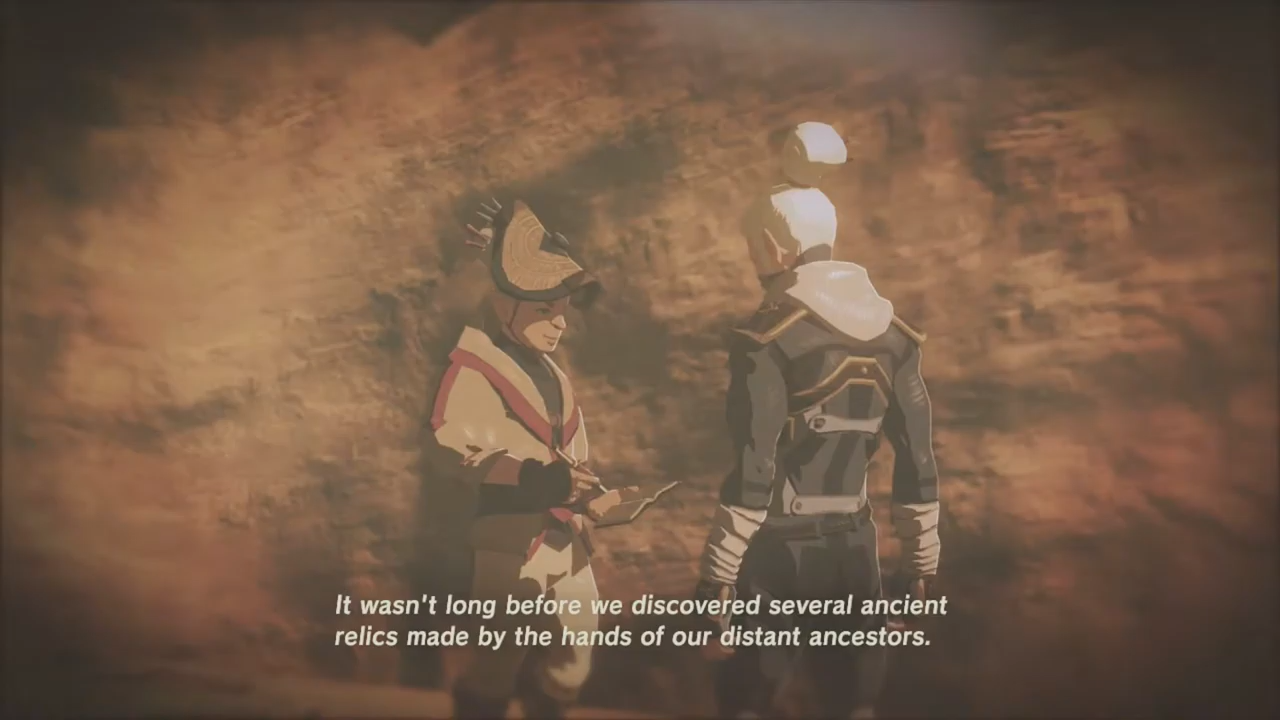 It wasn't long before we discovered several ancient
relics made by the hands of our distant ancestors.